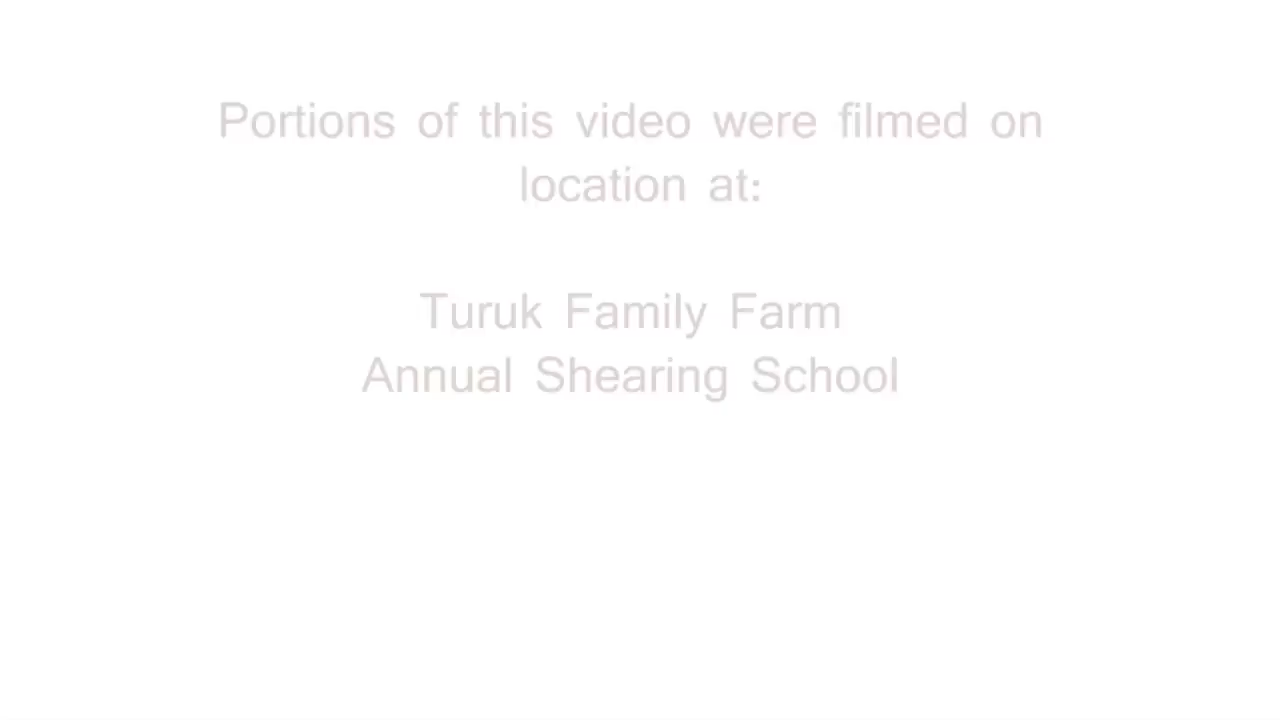 Portions of this video were filmed on
location at:
Turuk Family Farm
Annual Shearing School